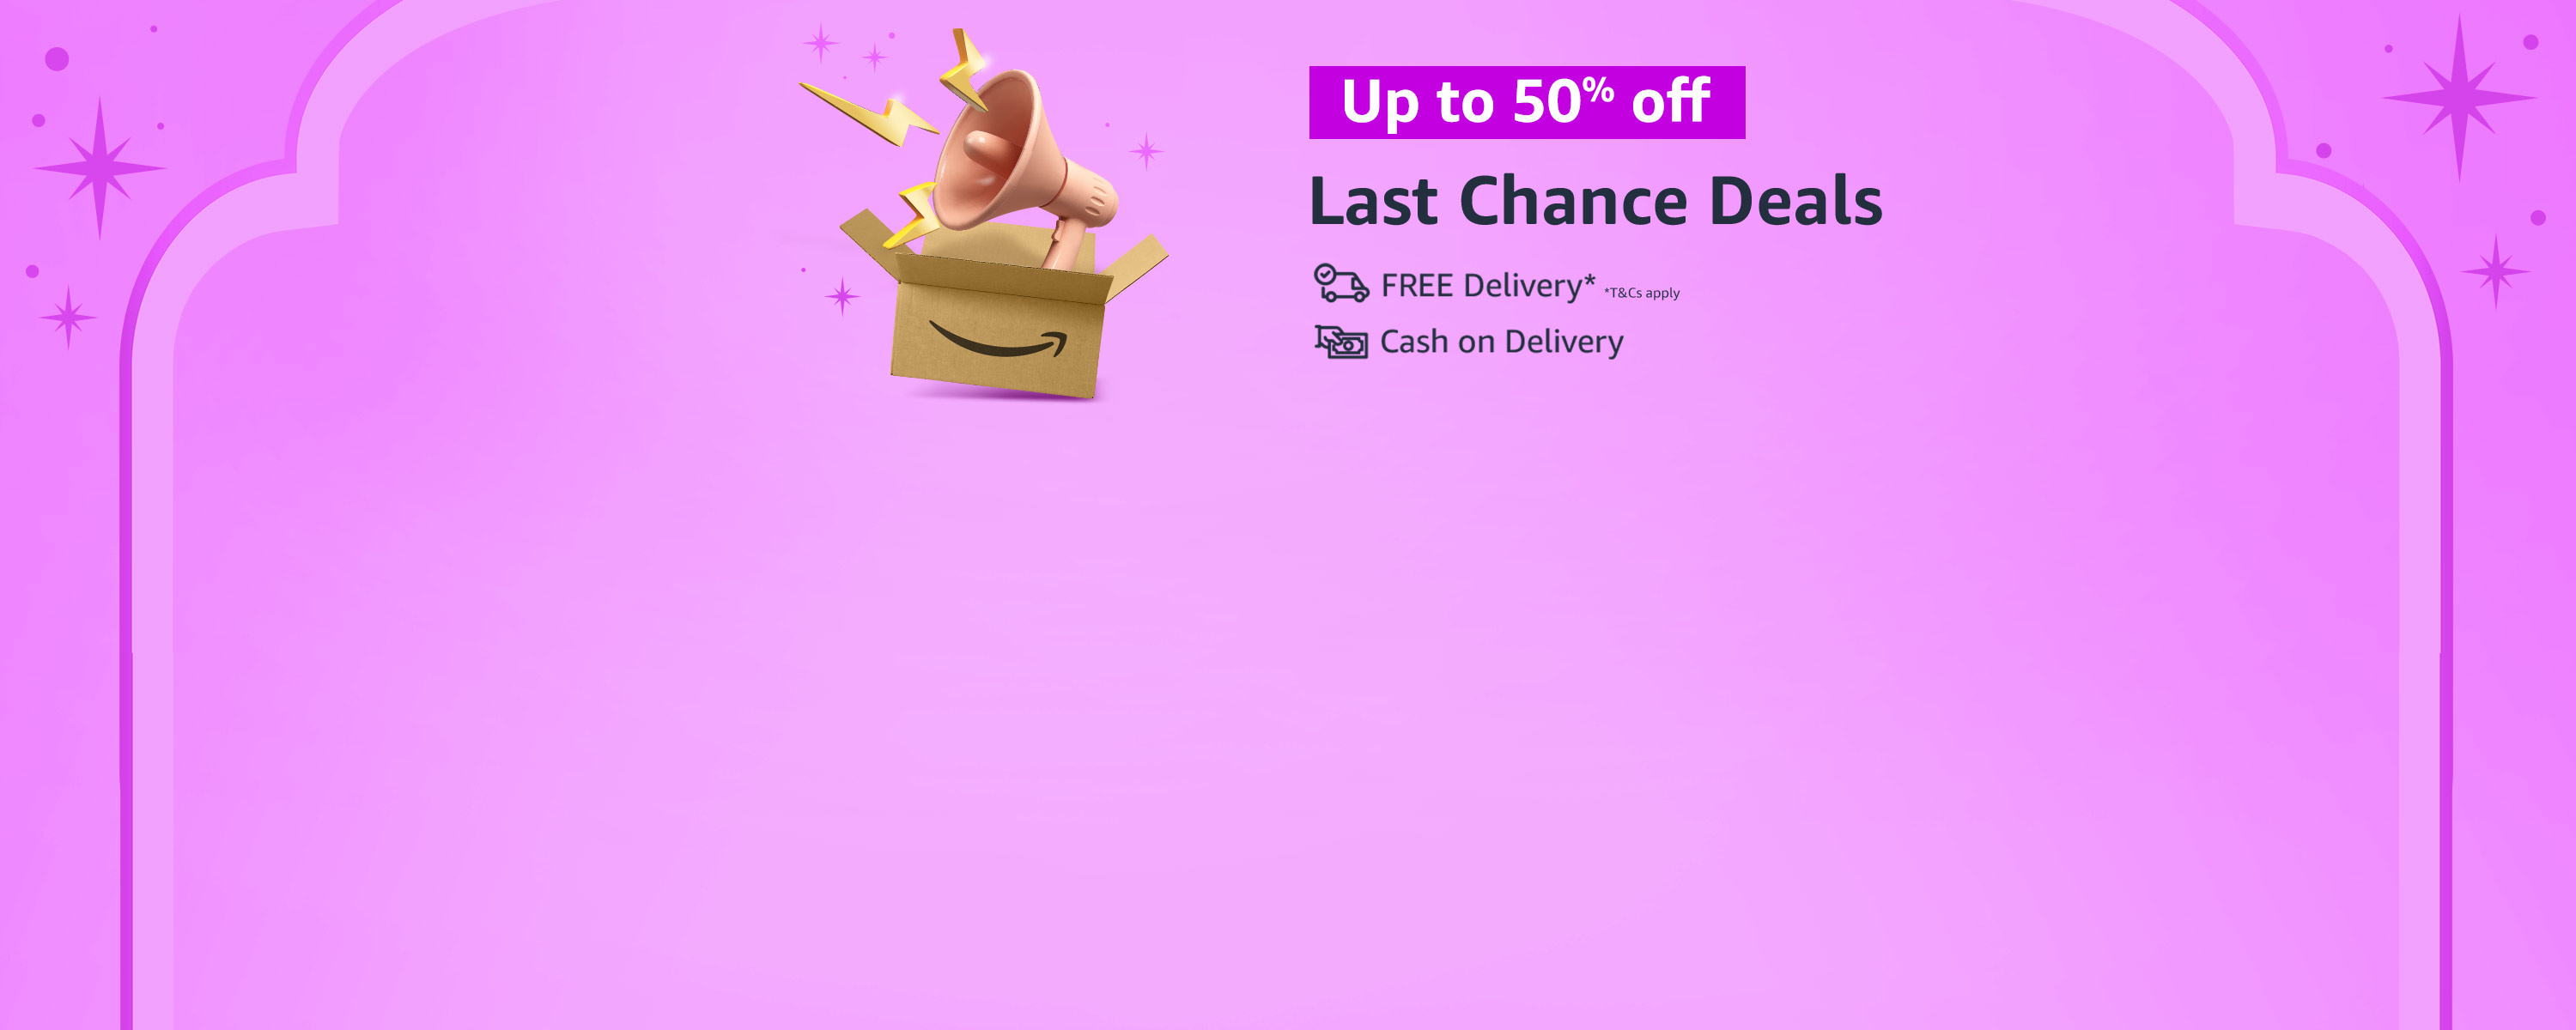 Up to 50% off
Last Chance Deals
FREE Delivery* *T&Cs apply
Cash on Delivery